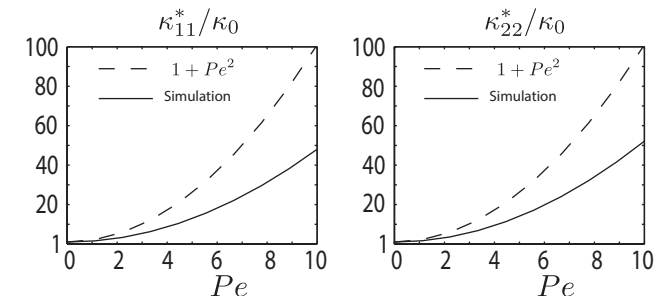 κ*₁₁/κ₀
100
80
60
40
20
1
1 + Pe²
Simulation
0 2 4 6 8 10
Pe
κ*₂₂/κ₀
100
80
60
40
20
1
1 + Pe²
Simulation
0 2 4 6 8 10
Pe